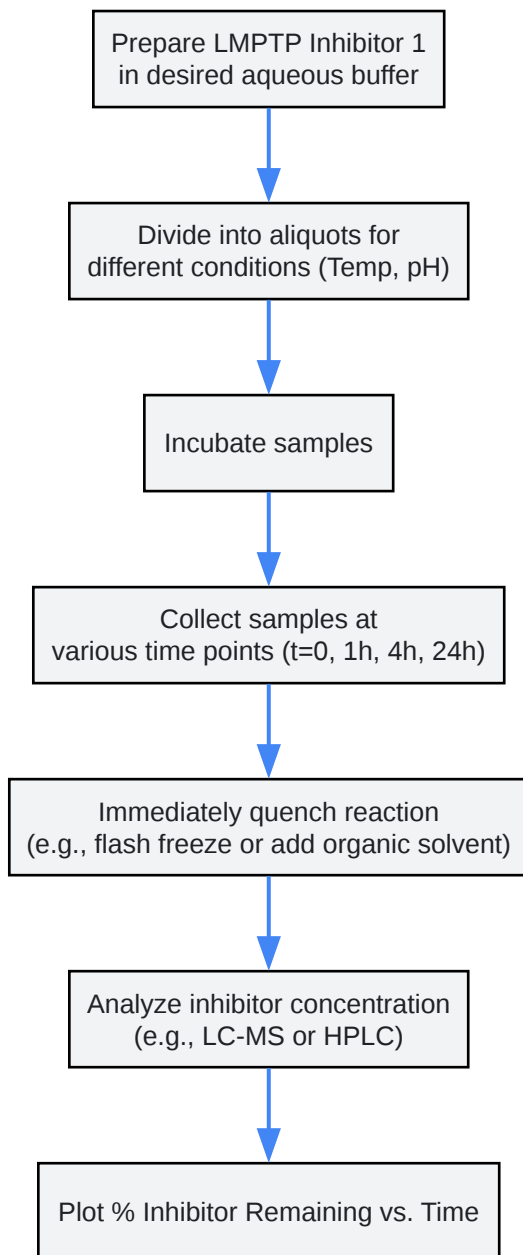 Prepare LMPTP Inhibitor 1
in desired aqueous buffer
Divide into aliquots for
different conditions (Temp, pH)
Incubate samples
Collect samples at
various time points (t=0, 1h, 4h, 24h)
Immediately quench reaction
(e.g., flash freeze or add organic solvent)
Analyze inhibitor concentration
(e.g., LC-MS or HPLC)
Plot % Inhibitor Remaining vs. Time